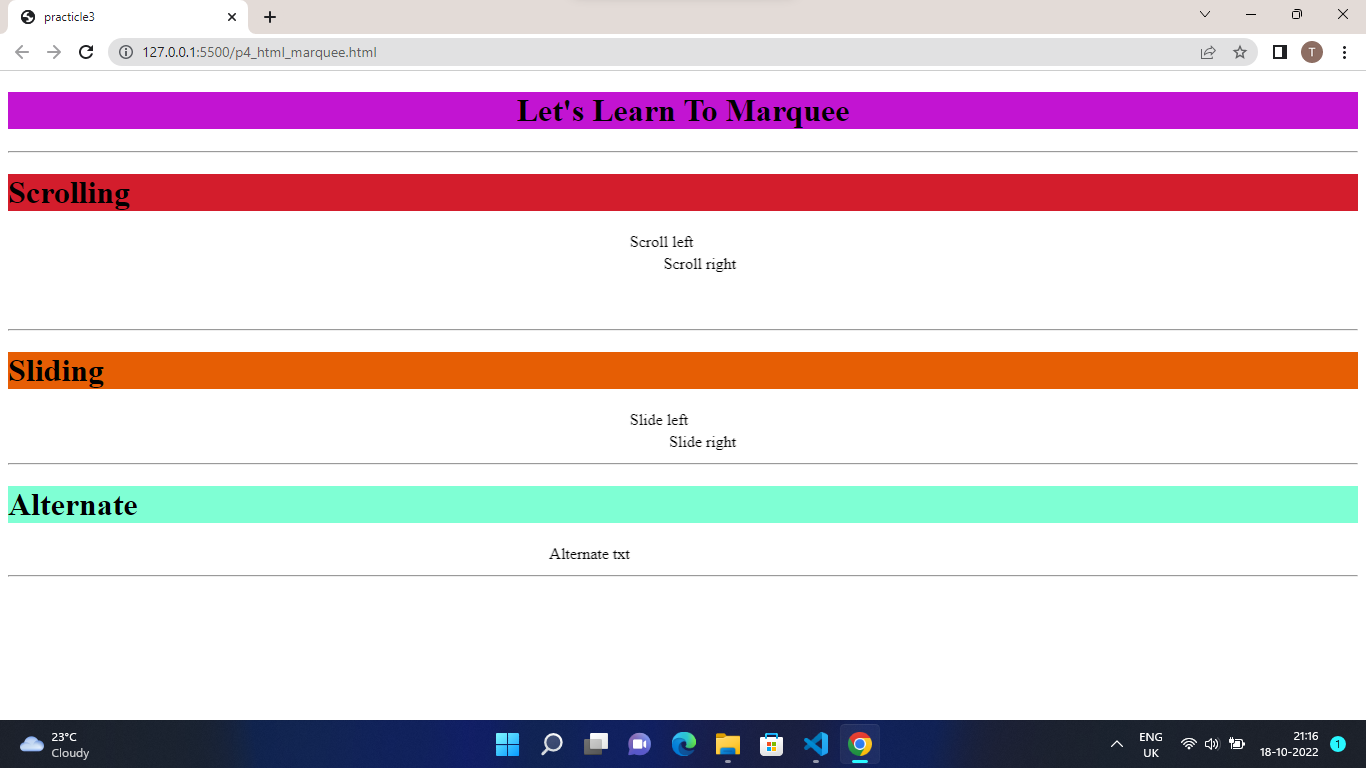 practicle3
127.0.0.1:5500/p4_html_marquee.html
T
Let's Learn To Marquee
Scrolling
Scroll left
Scroll right
Sliding
Slide left
Slide right
Alternate
Alternate txt
23°C
Cloudy
ENG
UK
21:16
18-10-2022
1